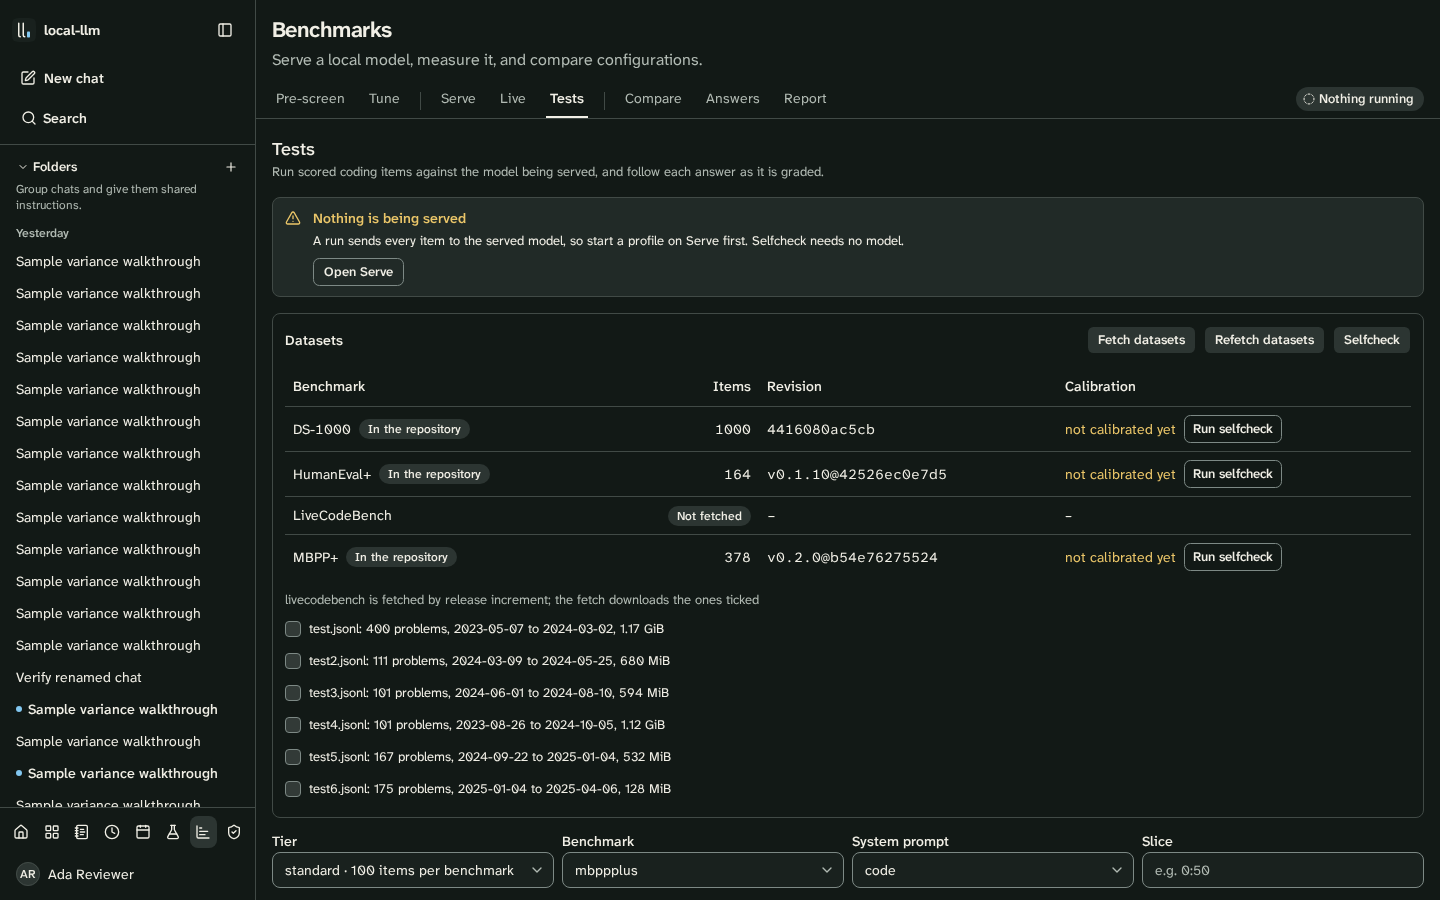 local-llm
New chat
Search
Folders
Group chats and give them shared
instructions.
Yesterday
Sample variance walkthrough
Sample variance walkthrough
Sample variance walkthrough
Sample variance walkthrough
Sample variance walkthrough
Sample variance walkthrough
Sample variance walkthrough
Sample variance walkthrough
Sample variance walkthrough
Sample variance walkthrough
Sample variance walkthrough
Sample variance walkthrough
Sample variance walkthrough
Verify renamed chat
Sample variance walkthrough
Sample variance walkthrough
Sample variance walkthrough
Sample variance walkthrough
AR Ada Reviewer
Benchmarks
Serve a local model, measure it, and compare configurations.
Pre-screen Tune Serve Live Tests Compare Answers Report Nothing running
Tests
Run scored coding items against the model being served, and follow each answer as it is graded.
Nothing is being served
A run sends every item to the served model, so start a profile on Serve first. Selfcheck needs no model.
Open Serve
Datasets Fetch datasets Refetch datasets Selfcheck
Benchmark Items Revision Calibration
DS-1000 In the repository 1000 4416080ac5cb not calibrated yet Run selfcheck
HumanEval+ In the repository 164 v0.1.10@42526ec0e7d5 not calibrated yet Run selfcheck
LiveCodeBench Not fetched – –
MBPP+ In the repository 378 v0.2.0@b54e76275524 not calibrated yet Run selfcheck
livecodebench is fetched by release increment; the fetch downloads the ones ticked
test.jsonl: 400 problems, 2023-05-07 to 2024-03-02, 1.17 GiB
test2.jsonl: 111 problems, 2024-03-09 to 2024-05-25, 680 MiB
test3.jsonl: 101 problems, 2024-06-01 to 2024-08-10, 594 MiB
test4.jsonl: 101 problems, 2023-08-26 to 2024-10-05, 1.12 GiB
test5.jsonl: 167 problems, 2024-09-22 to 2025-01-04, 532 MiB
test6.jsonl: 175 problems, 2025-01-04 to 2025-04-06, 128 MiB
Tier Benchmark System prompt Slice
standard · 100 items per benchmark mbppplus code e.g. 0:50